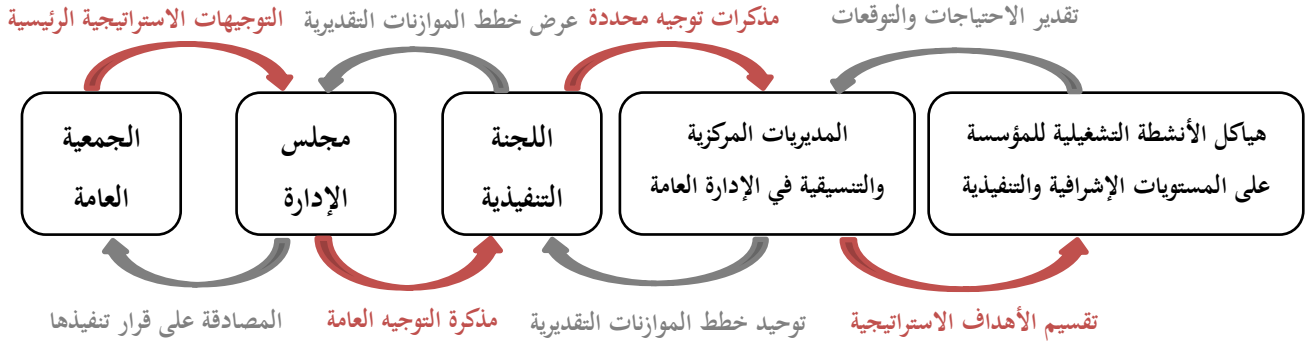 تقدير الاحتياجات والتوقعات
مذكرات توجيه محددة
عرض خطط الموازنات التقديرية
التوجيهات الاستراتيجية الرئيسية
هياكل الأنشطة التشغيلية للمؤسسة
على المستويات الإشرافية والتنفيذية
المديريات المركزية
والتنسيقية في الإدارة العامة
اللجنة
التنفيذية
مجلس
الإدارة
الجمعية
العامة
تقسيم الأهداف الاستراتيجية
توحيد خطط الموازنات التقديرية
مذكرة التوجيه العامة
المصادقة على قرار تنفيذها